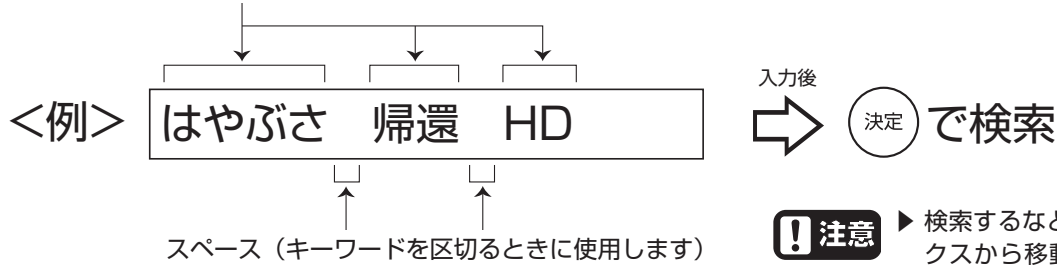 <例> はやぶさ 帰還 HD 入力後 決定 で検索
スペース（キーワードを区切るときに使用します）
注意 ▶ 検索するなど
クスから移動